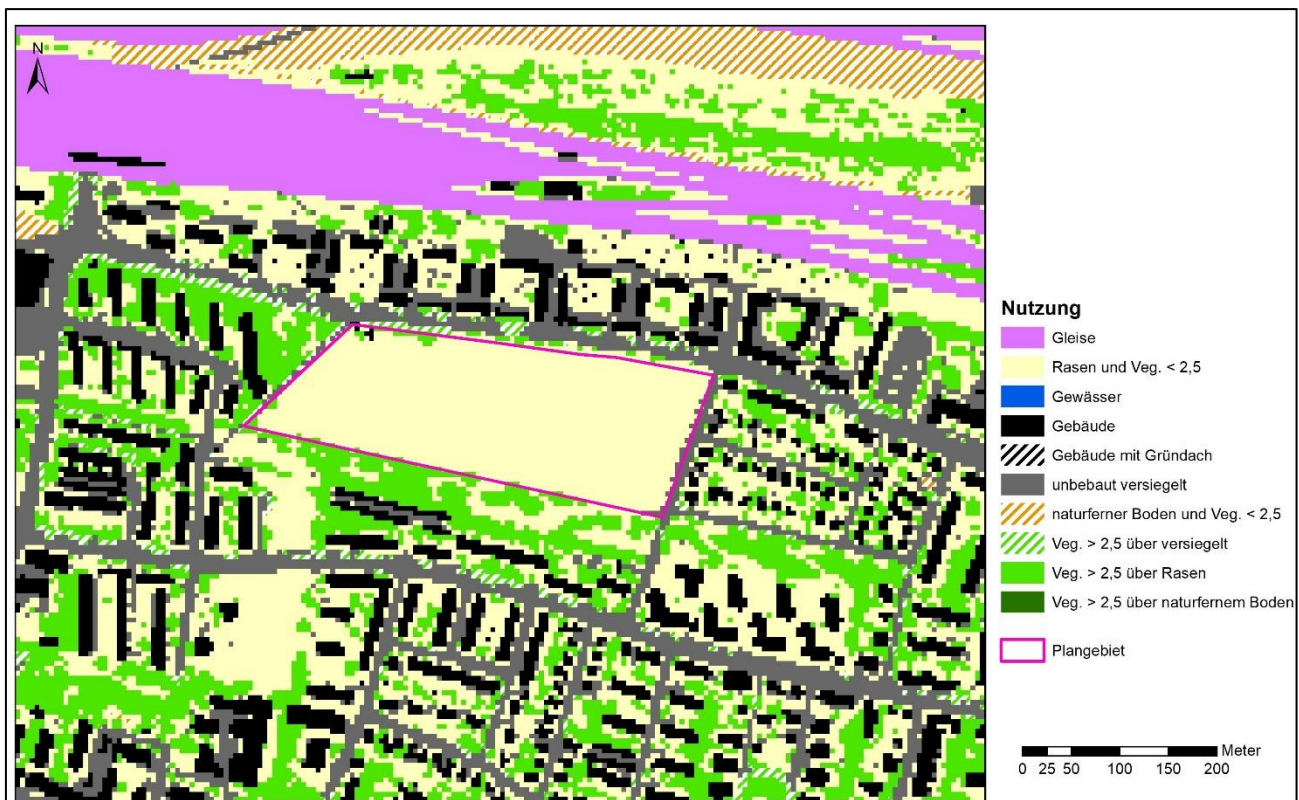 N
Nutzung
Gleise
Rasen und Veg. < 2,5
Gewässer
Gebäude
Gebäude mit Gründach
unbebaut versiegelt
naturferner Boden und Veg. < 2,5
Veg. > 2,5 über versiegelt
Veg. > 2,5 über Rasen
Veg. > 2,5 über naturfernem Boden
Plangebiet
Meter
0 25 50 100 150 200